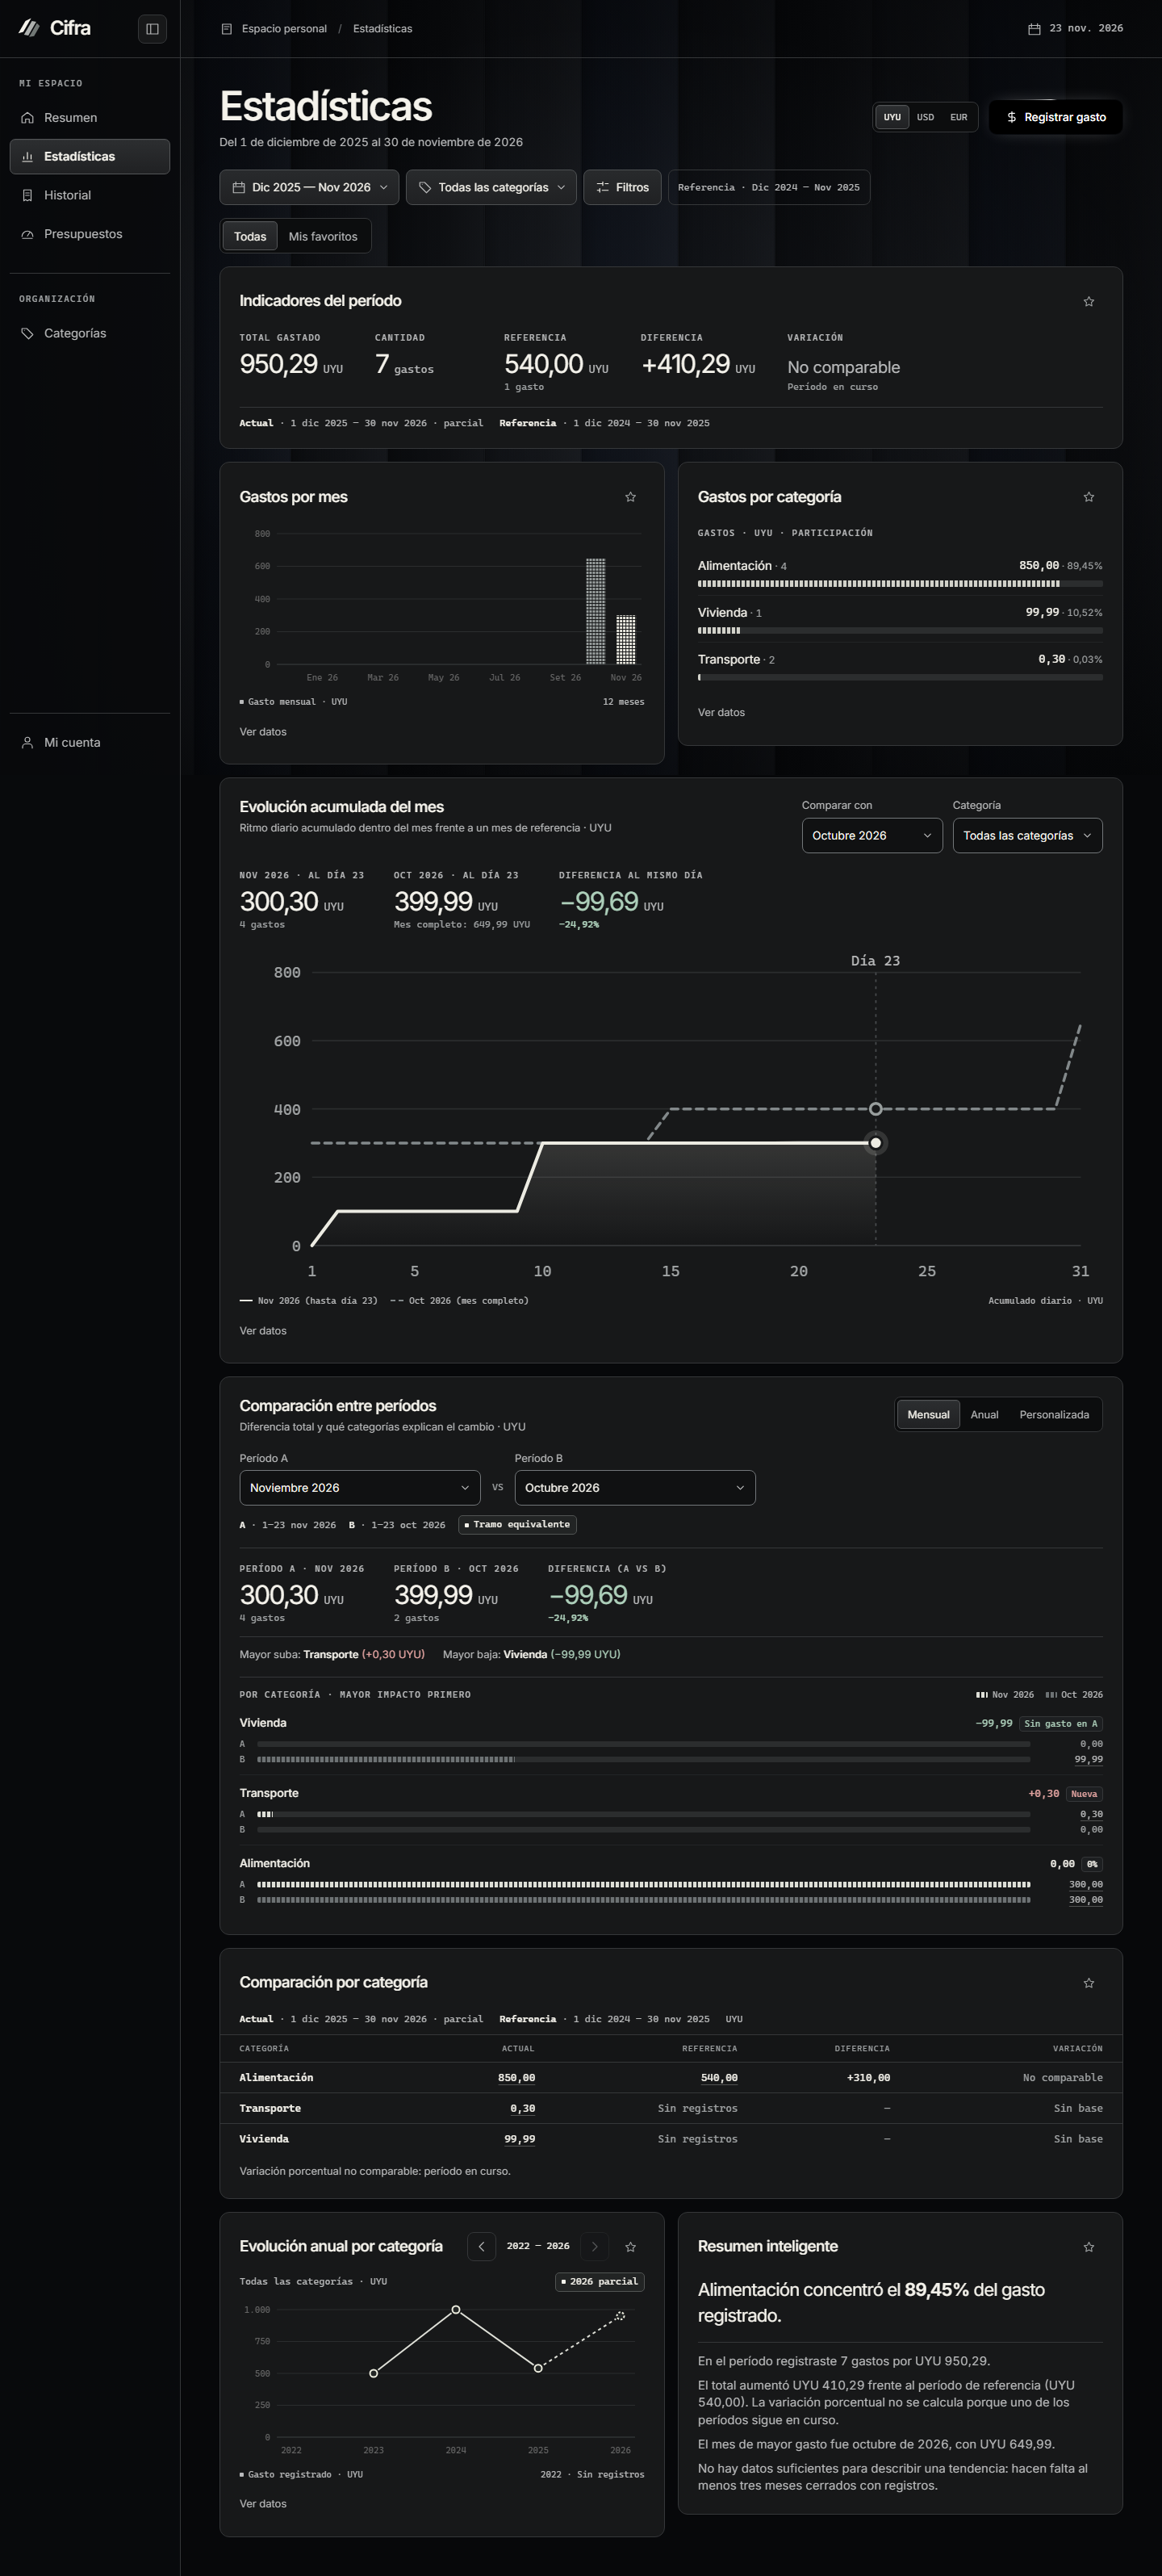 Cifra
Espacio personal / Estadísticas
23 nov. 2026
MI ESPACIO
Resumen
Estadísticas
Historial
Presupuestos
ORGANIZACIÓN
Categorías
Mi cuenta
Estadísticas
Del 1 de diciembre de 2025 al 30 de noviembre de 2026
UYU USD EUR
$ Registrar gasto
Dic 2025 — Nov 2026
Todas las categorías
Filtros
Referencia · Dic 2024 — Nov 2025
Todas Mis favoritos
Indicadores del período
TOTAL GASTADO
950,29 UYU
CANTIDAD
7 gastos
REFERENCIA
540,00 UYU
1 gasto
DIFERENCIA
+410,29 UYU
VARIACIÓN
No comparable
Período en curso
Actual · 1 dic 2025 — 30 nov 2026 · parcial Referencia · 1 dic 2024 — 30 nov 2025
Gastos por mes
800
600
400
200
0
Ene 26 Mar 26 May 26 Jul 26 Set 26 Nov 26
Gasto mensual · UYU 12 meses
Ver datos
Gastos por categoría
GASTOS · UYU · PARTICIPACIÓN
Alimentación · 4 850,00 · 89,45%
Vivienda · 1 99,99 · 10,52%
Transporte · 2 0,30 · 0,03%
Ver datos
Evolución acumulada del mes
Ritmo diario acumulado dentro del mes frente a un mes de referencia · UYU
Comparar con
Octubre 2026
Categoría
Todas las categorías
NOV 2026 · AL DÍA 23
300,30 UYU
4 gastos
OCT 2026 · AL DÍA 23
399,99 UYU
Mes completo: 649,99 UYU
DIFERENCIA AL MISMO DÍA
−99,69 UYU
−24,92%
Día 23
800
600
400
200
0
1 5 10 15 20 25 31
Nov 2026 (hasta día 23) Oct 2026 (mes completo) Acumulado diario · UYU
Ver datos
Comparación entre períodos
Diferencia total y qué categorías explican el cambio · UYU
Mensual Anual Personalizada
Período A
Noviembre 2026
VS
Período B
Octubre 2026
A · 1–23 nov 2026 B · 1–23 oct 2026 Tramo equivalente
PERÍODO A · NOV 2026
300,30 UYU
4 gastos
PERÍODO B · OCT 2026
399,99 UYU
2 gastos
DIFERENCIA (A VS B)
−99,69 UYU
−24,92%
Mayor suba: Transporte (+0,30 UYU) Mayor baja: Vivienda (−99,99 UYU)
POR CATEGORÍA · MAYOR IMPACTO PRIMERO Nov 2026 Oct 2026
Vivienda −99,99 Sin gasto en A
A 0,00
B 99,99
Transporte +0,30 Nueva
A 0,30
B 0,00
Alimentación 0,00 0%
A 300,00
B 300,00
Comparación por categoría
Actual · 1 dic 2025 — 30 nov 2026 · parcial Referencia · 1 dic 2024 — 30 nov 2025 UYU
CATEGORÍA ACTUAL REFERENCIA DIFERENCIA VARIACIÓN
Alimentación 850,00 540,00 +310,00 No comparable
Transporte 0,30 Sin registros — Sin base
Vivienda 99,99 Sin registros — Sin base
Variación porcentual no comparable: período en curso.
Evolución anual por categoría
2022 — 2026
Todas las categorías · UYU 2026 parcial
1.000
750
500
250
0
2022 2023 2024 2025 2026
Gasto registrado · UYU 2022 · Sin registros
Ver datos
Resumen inteligente
Alimentación concentró el 89,45% del gasto
registrado.
En el período registraste 7 gastos por UYU 950,29.
El total aumentó UYU 410,29 frente al período de referencia (UYU
540,00). La variación porcentual no se calcula porque uno de los
períodos sigue en curso.
El mes de mayor gasto fue octubre de 2026, con UYU 649,99.
No hay datos suficientes para describir una tendencia: hacen falta al
menos tres meses cerrados con registros.